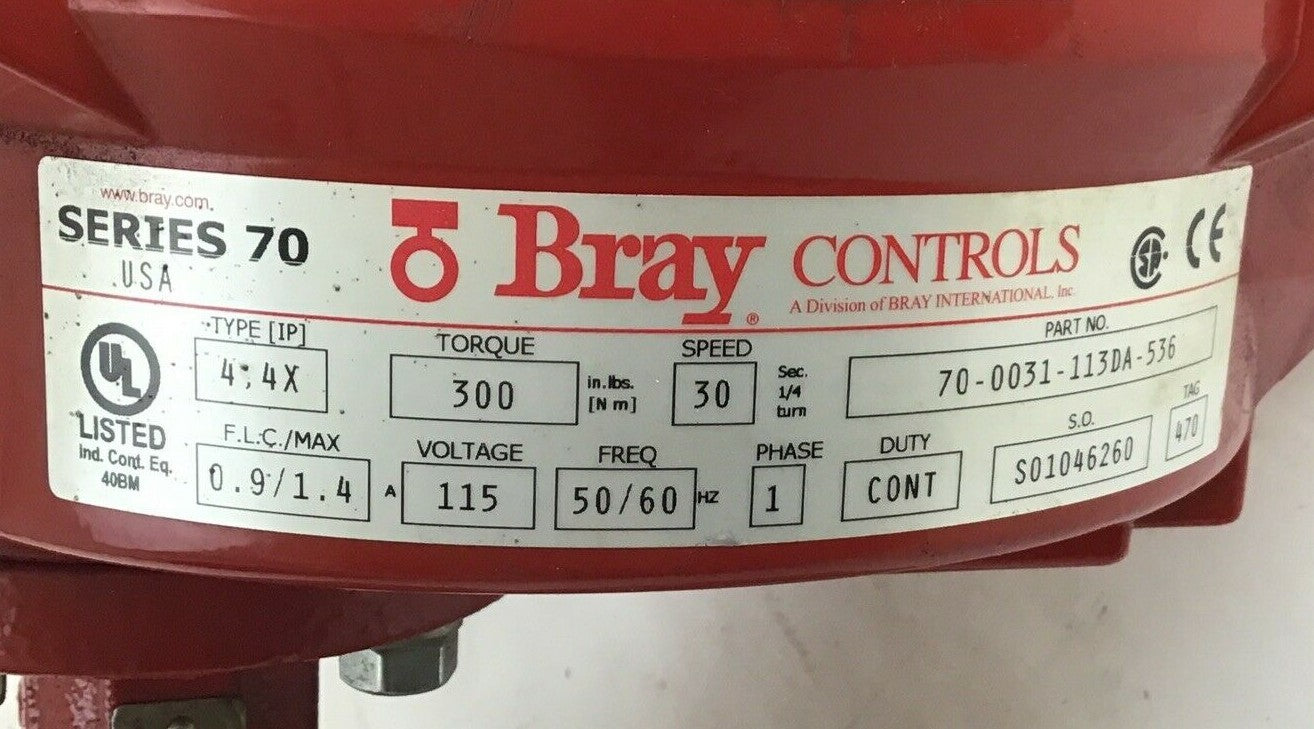 www.bray.com
SERIES 70
USA
Bray ® CONTROLS
A Division of BRAY INTERNATIONAL, Inc.
SA CE
UL
LISTED
Ind. Cont. Eq.
40BM
TYPE [IP]
4,4X
TORQUE
300
in.lbs.
[N m]
SPEED
30
Sec.
1/4
turn
PART NO.
70-0031-113DA-536
F.L.C./MAX
0.9/1.4 A
VOLTAGE
115
FREQ
50/60 HZ
PHASE
1
DUTY
CONT
S.O.
SO1046260
TAG
470